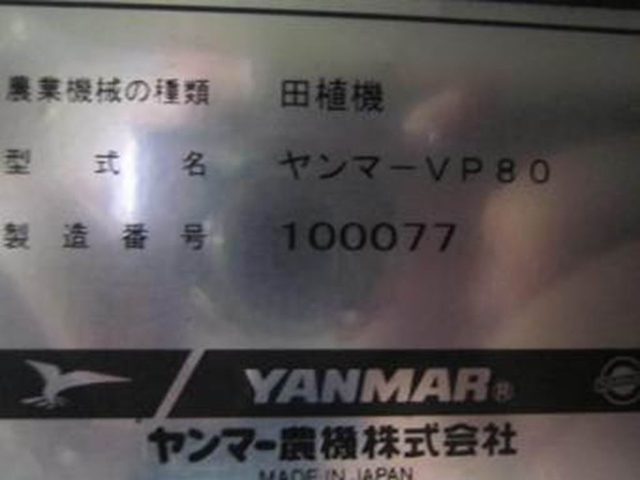 農業機械の種類 田植機
型式名 ヤンマーVP80
製造番号 100077
YANMAR®
ヤンマー農機株式会社
MADE IN JAPAN